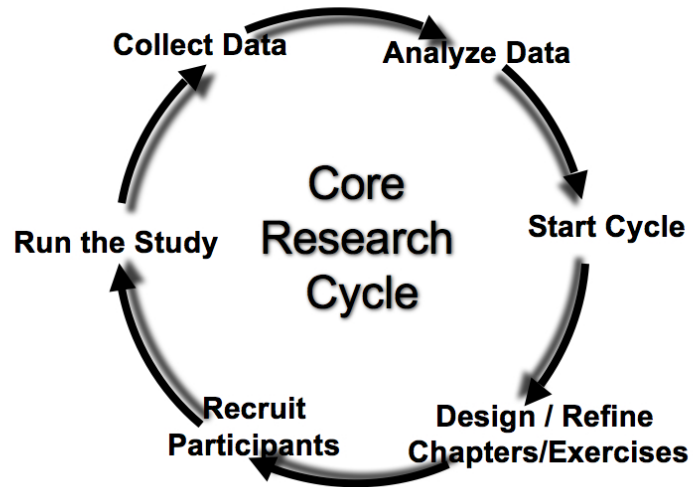 Collect Data
Analyze Data
Core
Research
Cycle
Run the Study
Start Cycle
Recruit
Participants
Design / Refine
Chapters/Exercises